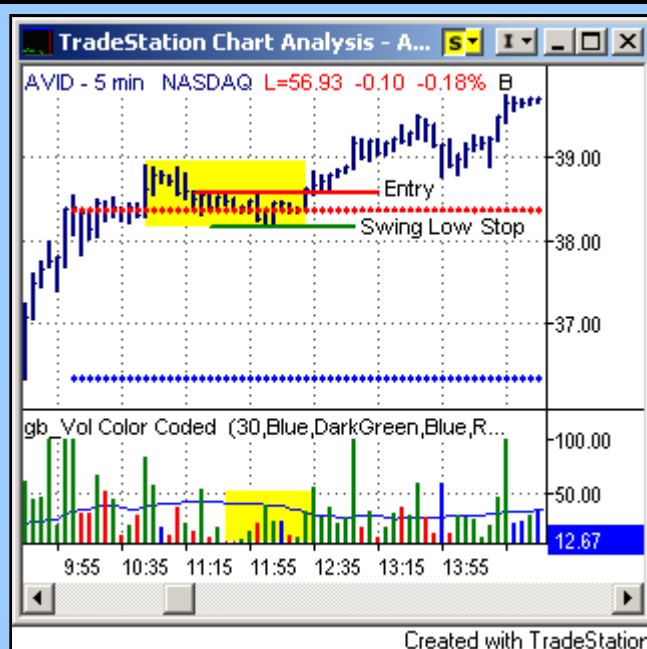 TradeStation Chart Analysis - A... S I
AVID - 5 min NASDAQ L=56.93 -0.10 -0.18% B
39.00
Entry
Swing Low Stop
38.00
37.00
gb_Vol Color Coded (30,Blue,DarkGreen,Blue,R...
100.00
50.00
12.67
9:55 10:35 11:15 11:55 12:35 13:15 13:55
Created with TradeStation